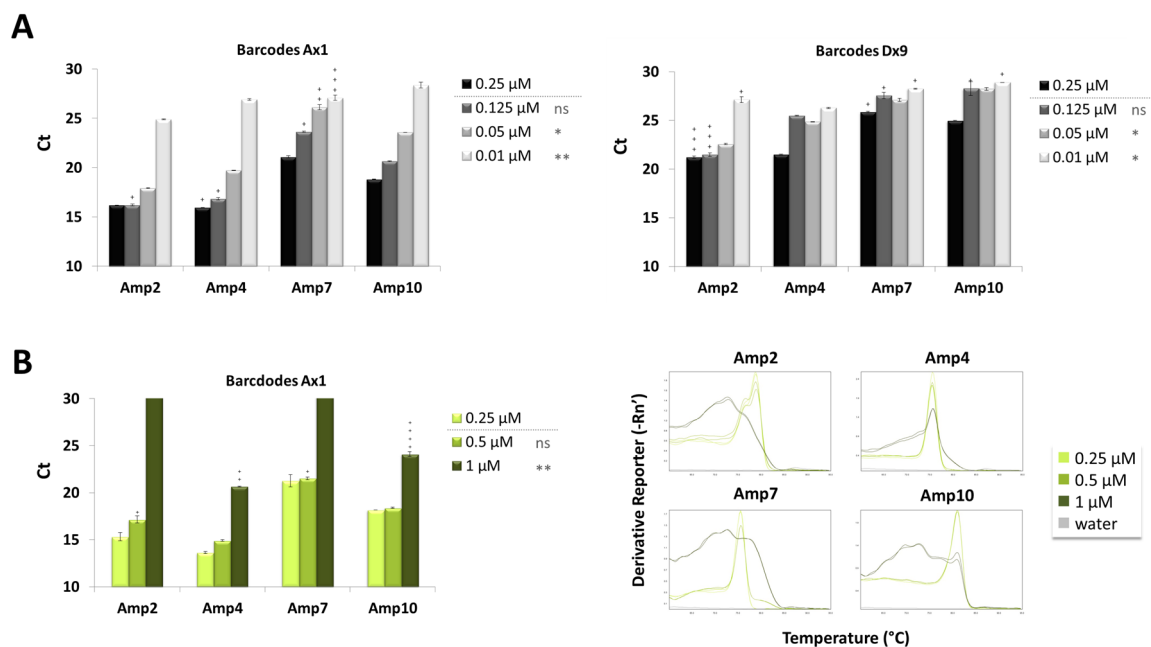 A
Barcodes Ax1
30
25
20
15
10
Ct
Amp2
Amp4
Amp7
Amp10
0.25 µM
0.125 µM ns
0.05 µM *
0.01 µM **
Barcodes Dx9
30
25
20
15
10
Ct
Amp2
Amp4
Amp7
Amp10
0.25 µM
0.125 µM ns
0.05 µM *
0.01 µM *
B
Barcdodes Ax1
30
25
20
15
10
Ct
Amp2
Amp4
Amp7
Amp10
0.25 µM
0.5 µM ns
1 µM **
Derivative Reporter (-Rn’)
Amp2
Amp4
Amp7
Amp10
Temperature (°C)
0.25 µM
0.5 µM
1 µM
water